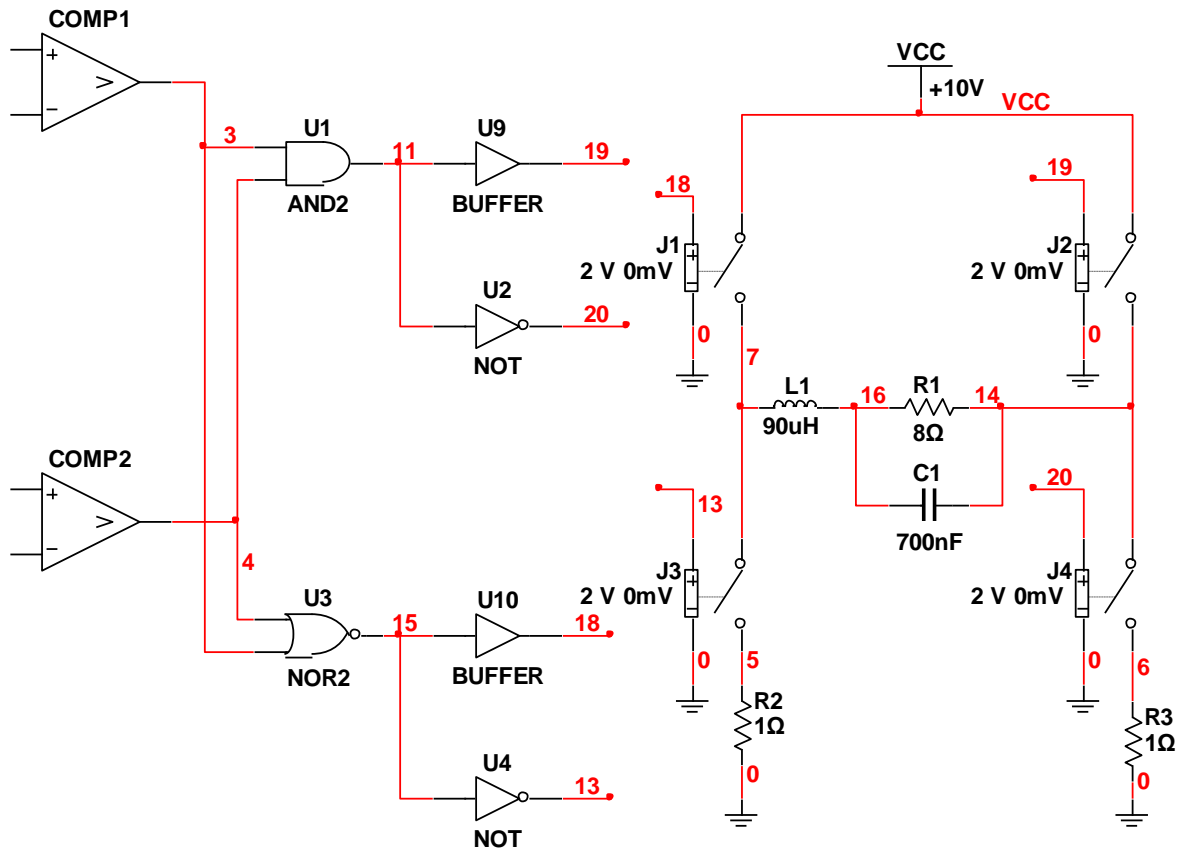 COMP1
VCC
+10V
VCC
3
U1
11
U9
19
AND2
BUFFER
18
19
J1
2 V 0mV
J2
2 V 0mV
U2
20
NOT
0
7
0
L1
16
R1
14
90uH
8Ω
COMP2
C1
13
20
700nF
4
J3
2 V 0mV
J4
2 V 0mV
U3
15
U10
18
NOR2
BUFFER
0
5
0
6
R2
1Ω
R3
1Ω
0
0
U4
13
NOT